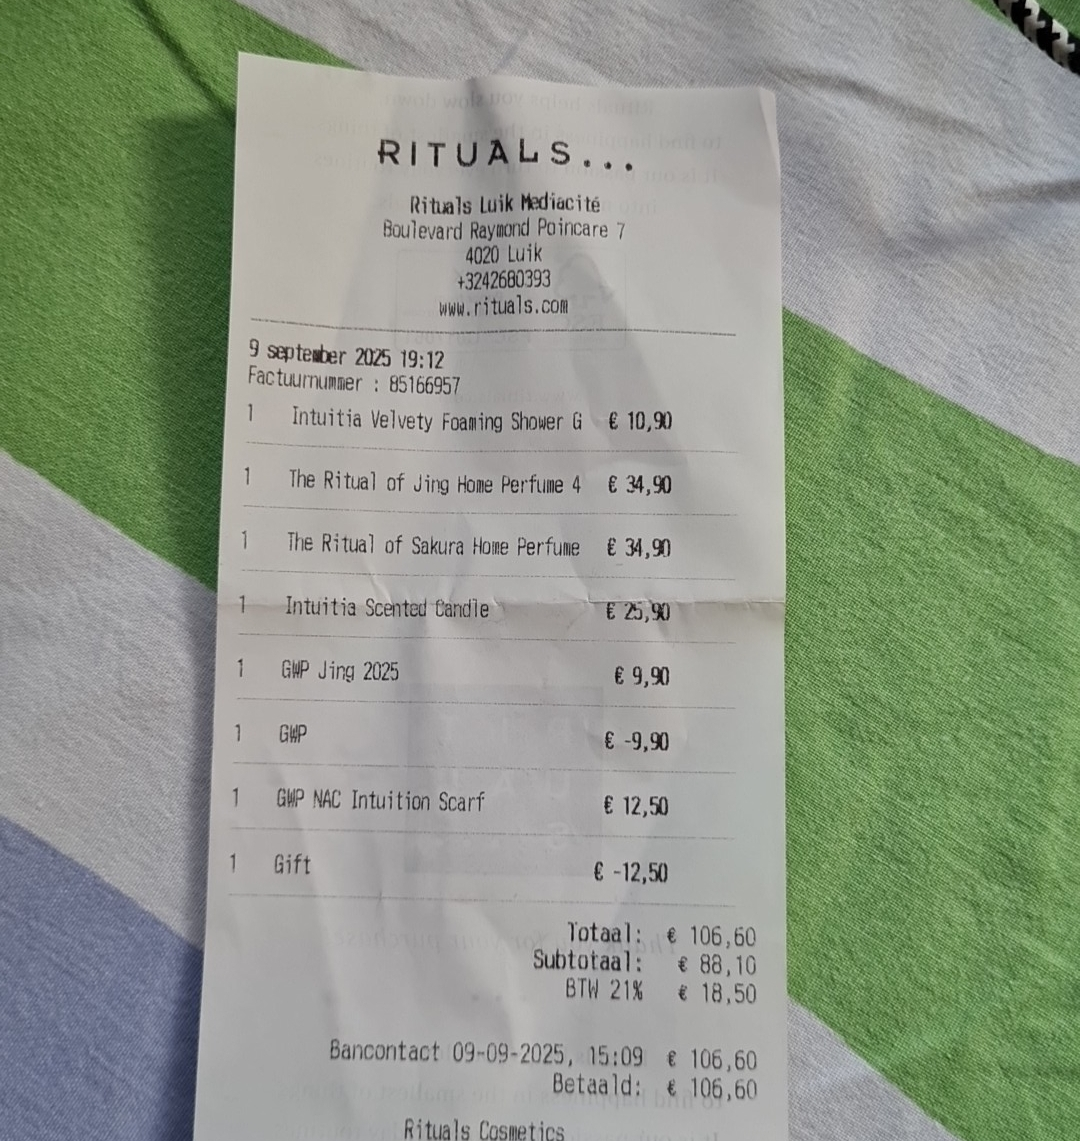 RITUALS...
Rituals Luik Mediacité
Boulevard Raymond Poincare 7
4020 Luik
+3242680393
www.rituals.com
9 september 2025 19:12
Factuurnummer : 85166957
1 Intuitia Velvety Foaming Shower G € 10,90
1 The Ritual of Jing Home Perfume 4 € 34,90
1 The Ritual of Sakura Home Perfume € 34,90
1 Intuitia Scented Candle € 25,90
1 GWP Jing 2025 € 9,90
1 GWP € -9,90
1 GWP NAC Intuition Scarf € 12,50
1 Gift € -12,50
Totaal: € 106,60
Subtotaal: € 88,10
BTW 21% € 18,50
Bancontact 09-09-2025, 15:09 € 106,60
Betaald: € 106,60
Rituals Cosmetics